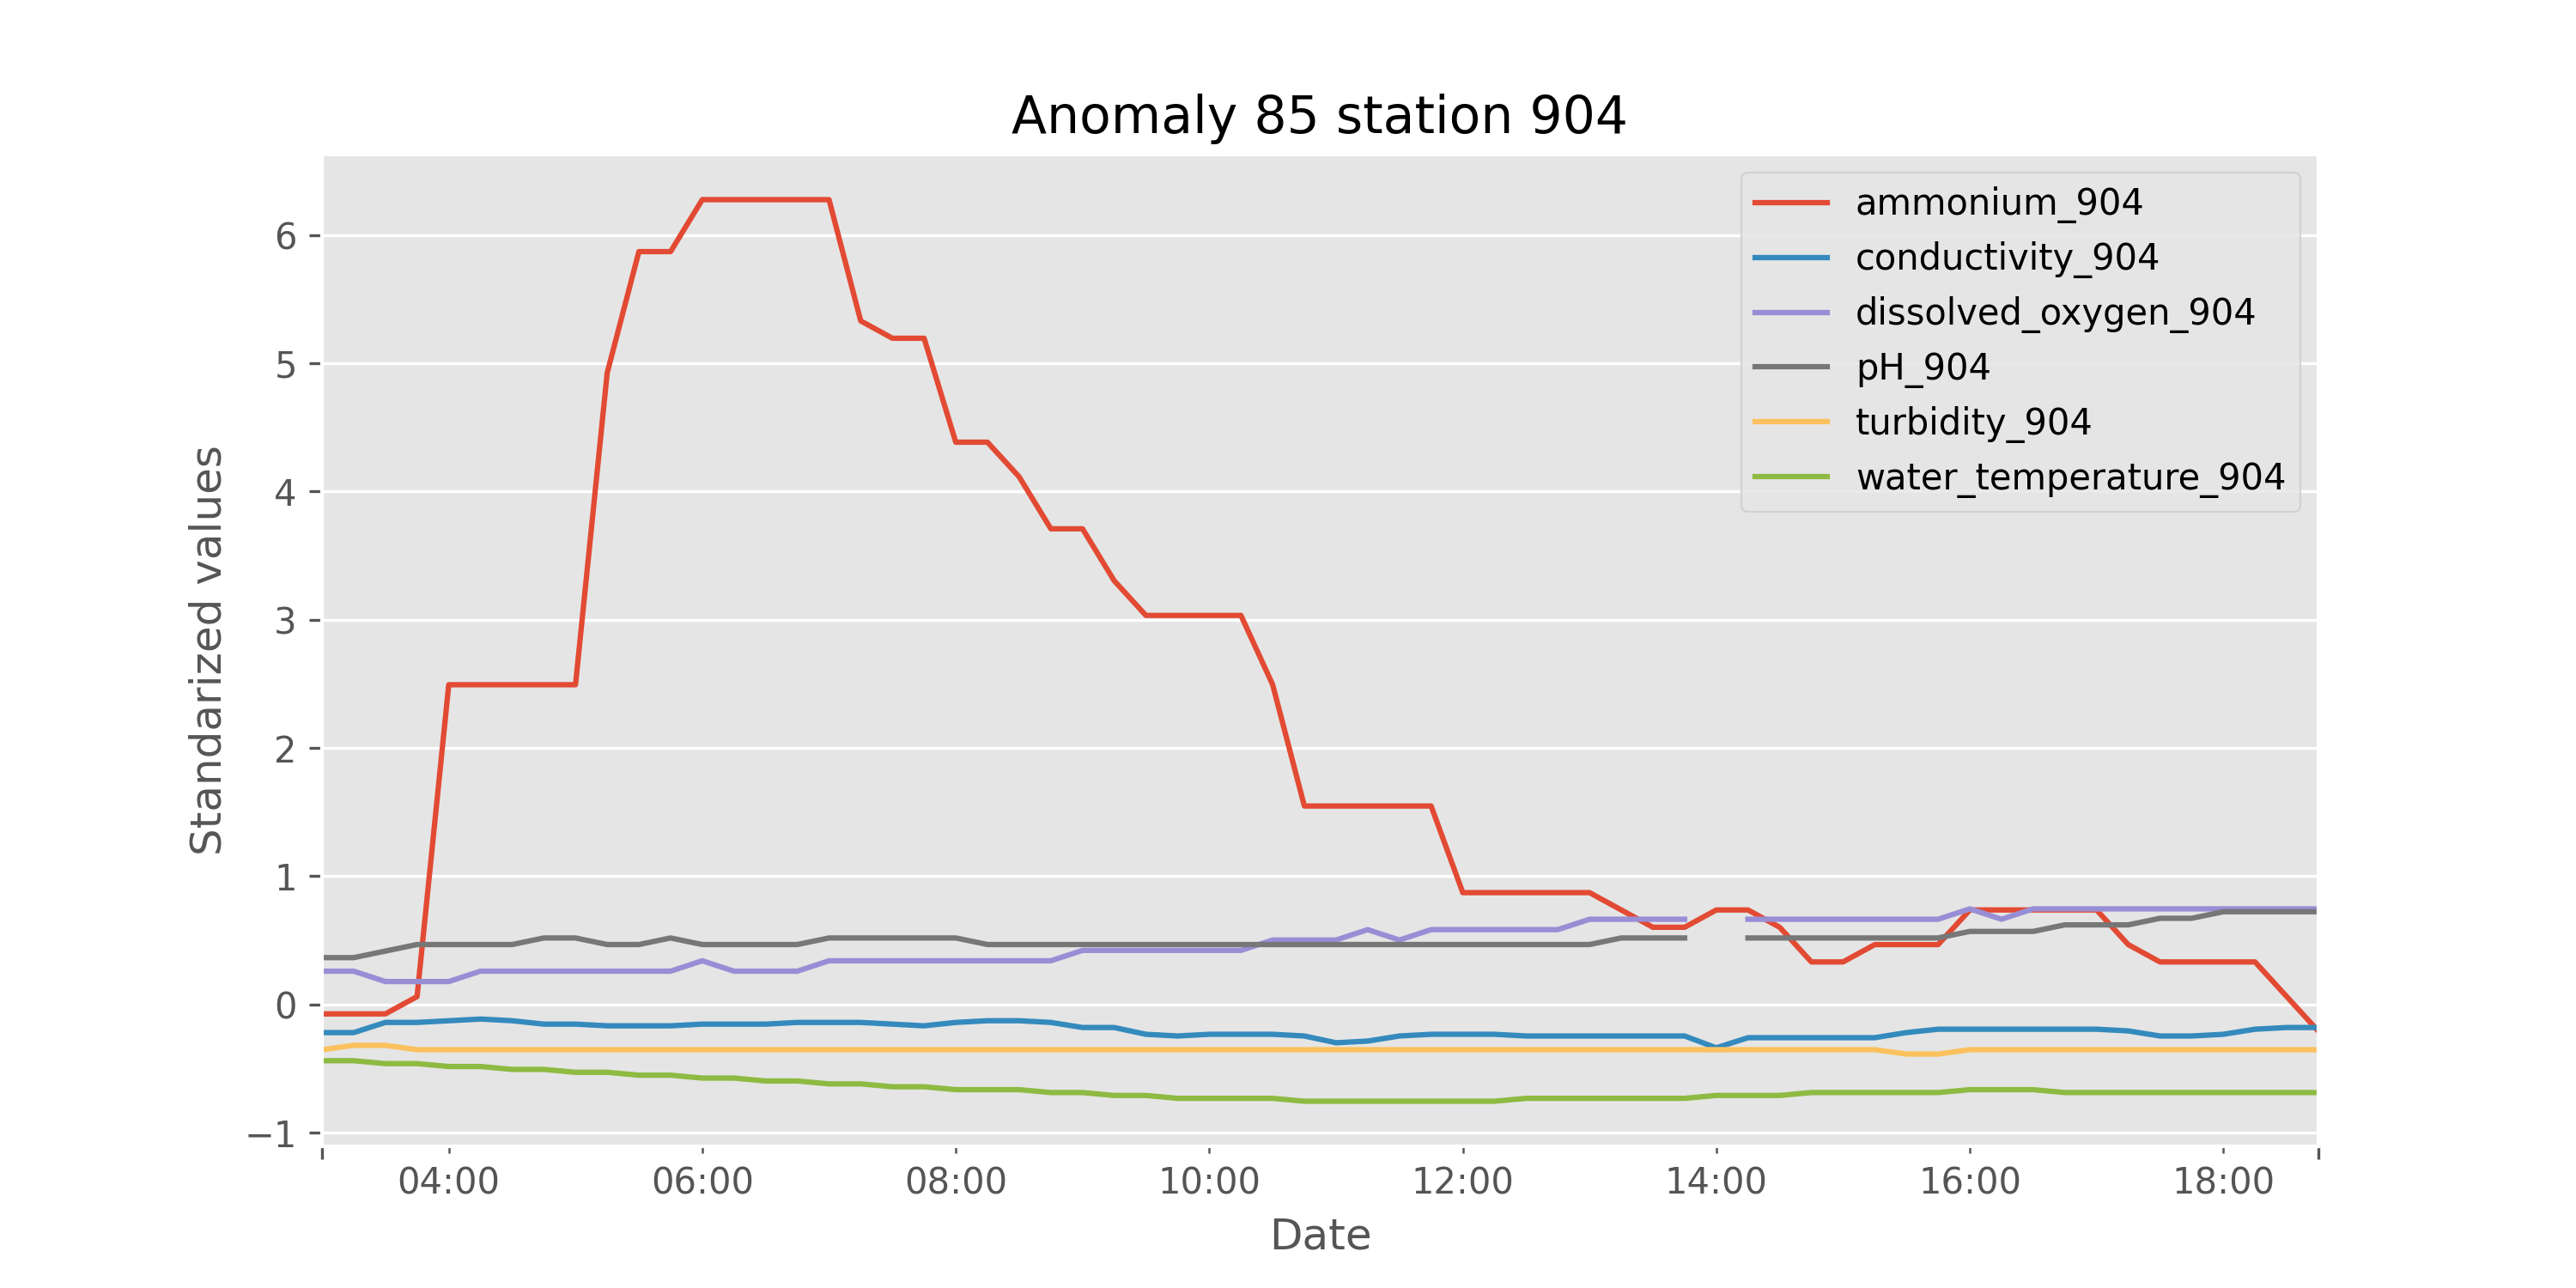 Anomaly 85 station 904
ammonium_904
conductivity_904
dissolved_oxygen_904
pH_904
turbidity_904
water_temperature_904
Standarized values
6
5
4
3
2
1
0
−1
04:00 06:00 08:00 10:00 12:00 14:00 16:00 18:00
Date